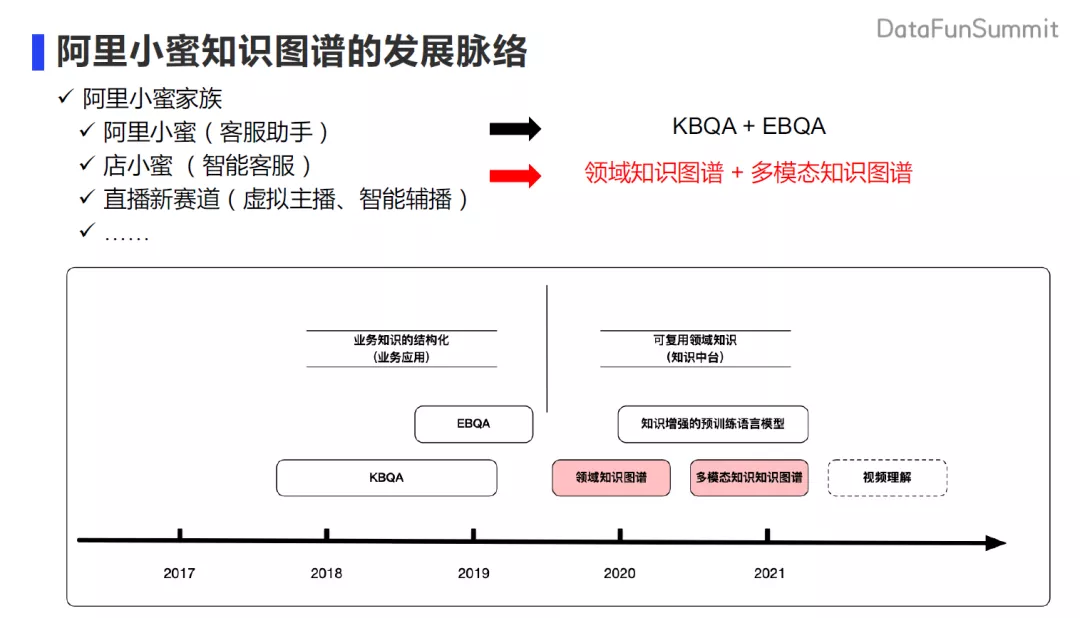 DataFunSummit
阿里小蜜知识图谱的发展脉络
✓ 阿里小蜜家族
✓ 阿里小蜜（客服助手）
✓ 店小蜜 （智能客服）
✓ 直播新赛道（虚拟主播、智能辅播）
✓ ……
KBQA + EBQA
领域知识图谱 + 多模态知识图谱
业务知识的结构化
（业务应用）
可复用领域知识
（知识中台）
EBQA
知识增强的预训练语言模型
KBQA
领域知识图谱
多模态知识知识图谱
视频理解
2017
2018
2019
2020
2021